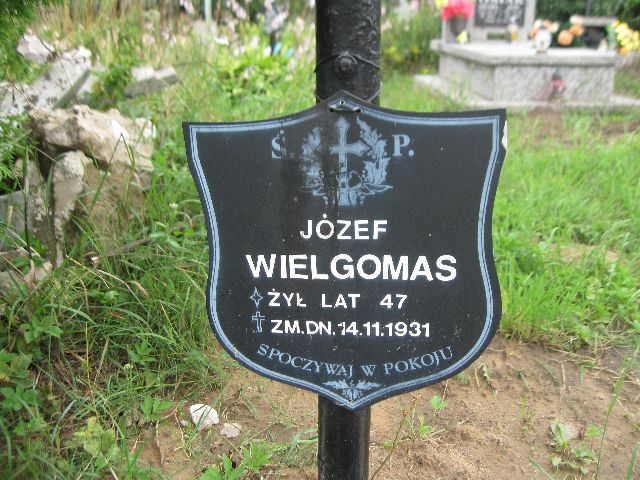 Ś. P.
JÓZEF
WIELGOMAS
ŻYŁ LAT 47
ZM.DN. 14.11.1931
SPOCZYWAJ W POKOJU